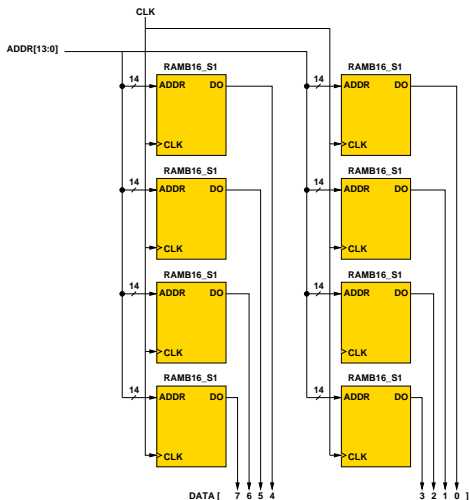 CLK
ADDR[13:0]
RAMB16_S1 RAMB16_S1
14 ADDR DO 14 ADDR DO
CLK CLK
RAMB16_S1 RAMB16_S1
14 ADDR DO 14 ADDR DO
CLK CLK
RAMB16_S1 RAMB16_S1
14 ADDR DO 14 ADDR DO
CLK CLK
RAMB16_S1 RAMB16_S1
14 ADDR DO 14 ADDR DO
CLK CLK
DATA [ 7 6 5 4 3 2 1 0 ]